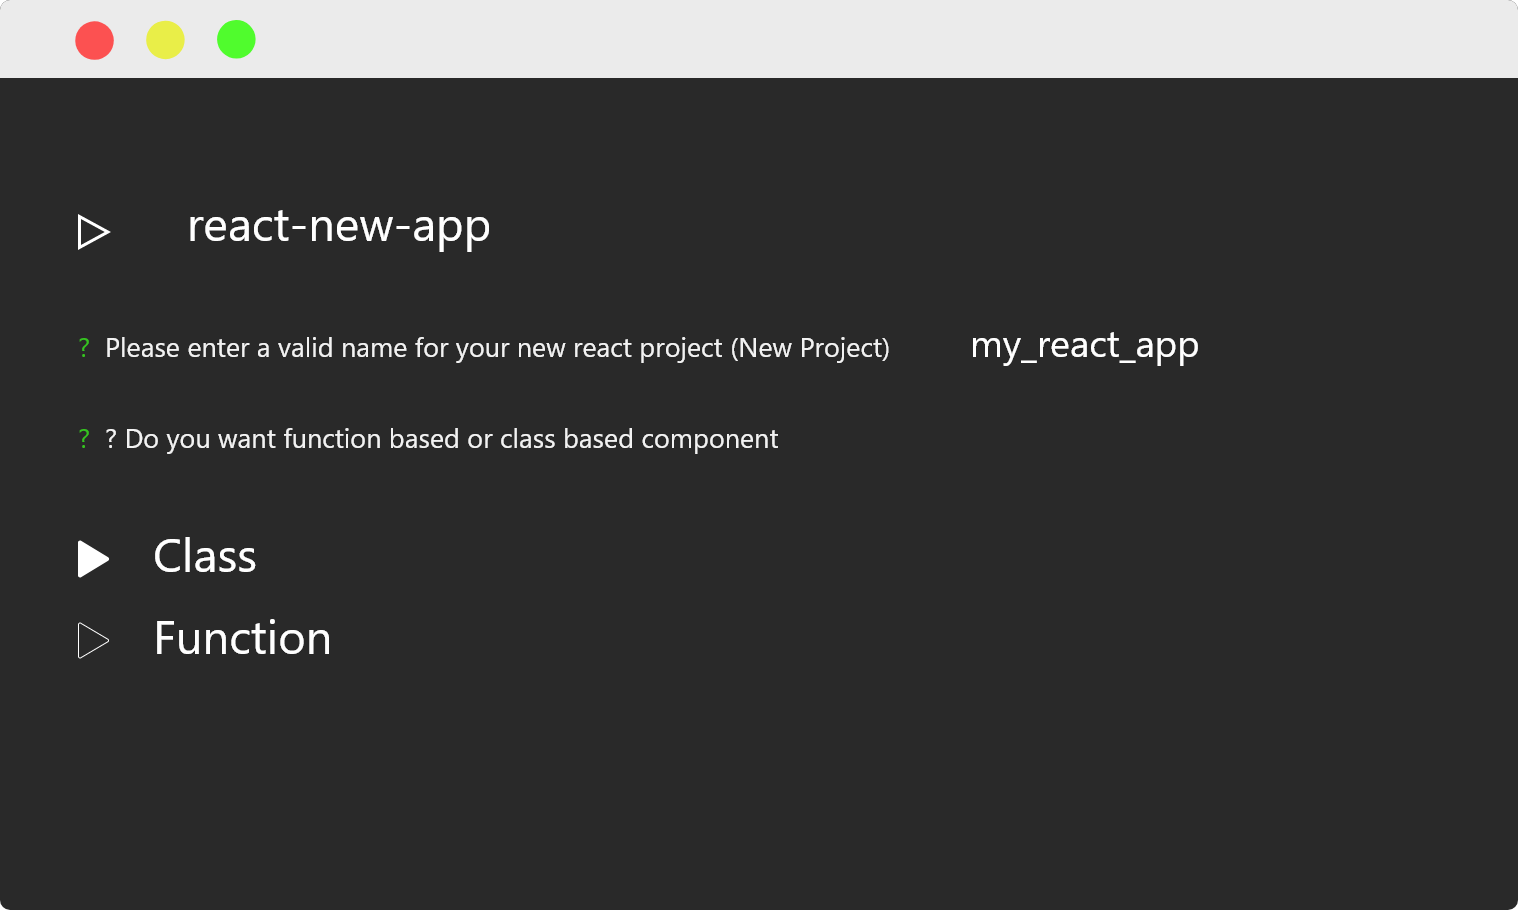 react-new-app
? Please enter a valid name for your new react project (New Project) my_react_app
? ? Do you want function based or class based component
Class
Function